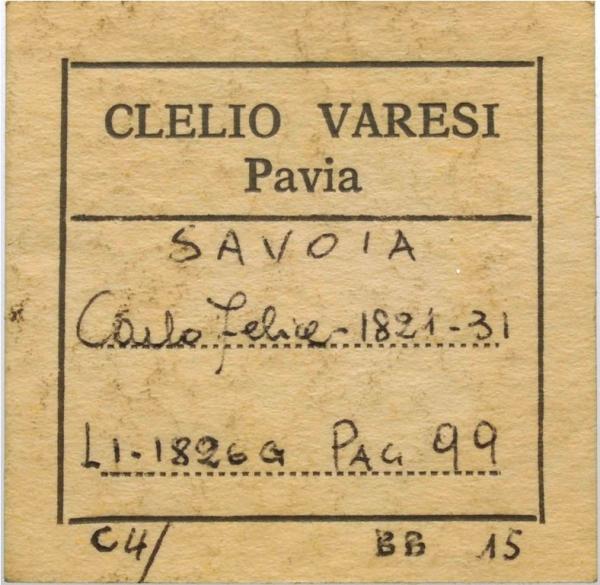 CLELIO VARESI
Pavia
SAVOIA
Carlo Felice - 1821 - 31
L1 - 1826 G PAG 99
C4/ BB 15